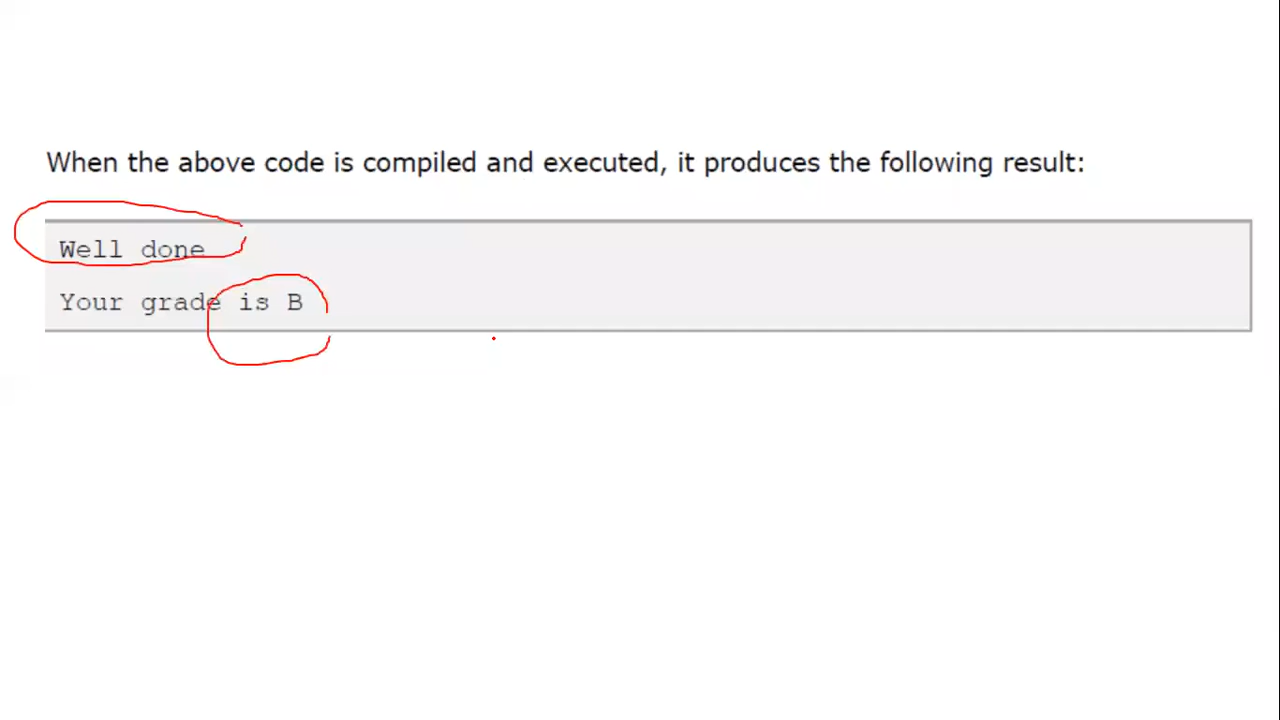 When the above code is compiled and executed, it produces the following result:
Well done
Your grade is B